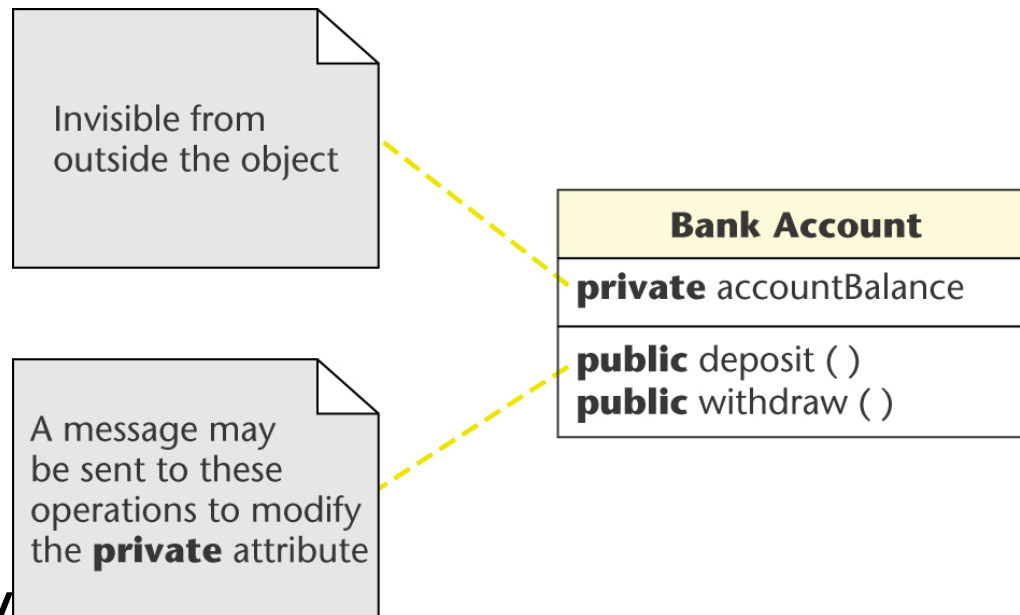 Invisible from
outside the object
Bank Account
private accountBalance
public deposit ( )
public withdraw ( )
A message may
be sent to these
operations to modify
the private attribute